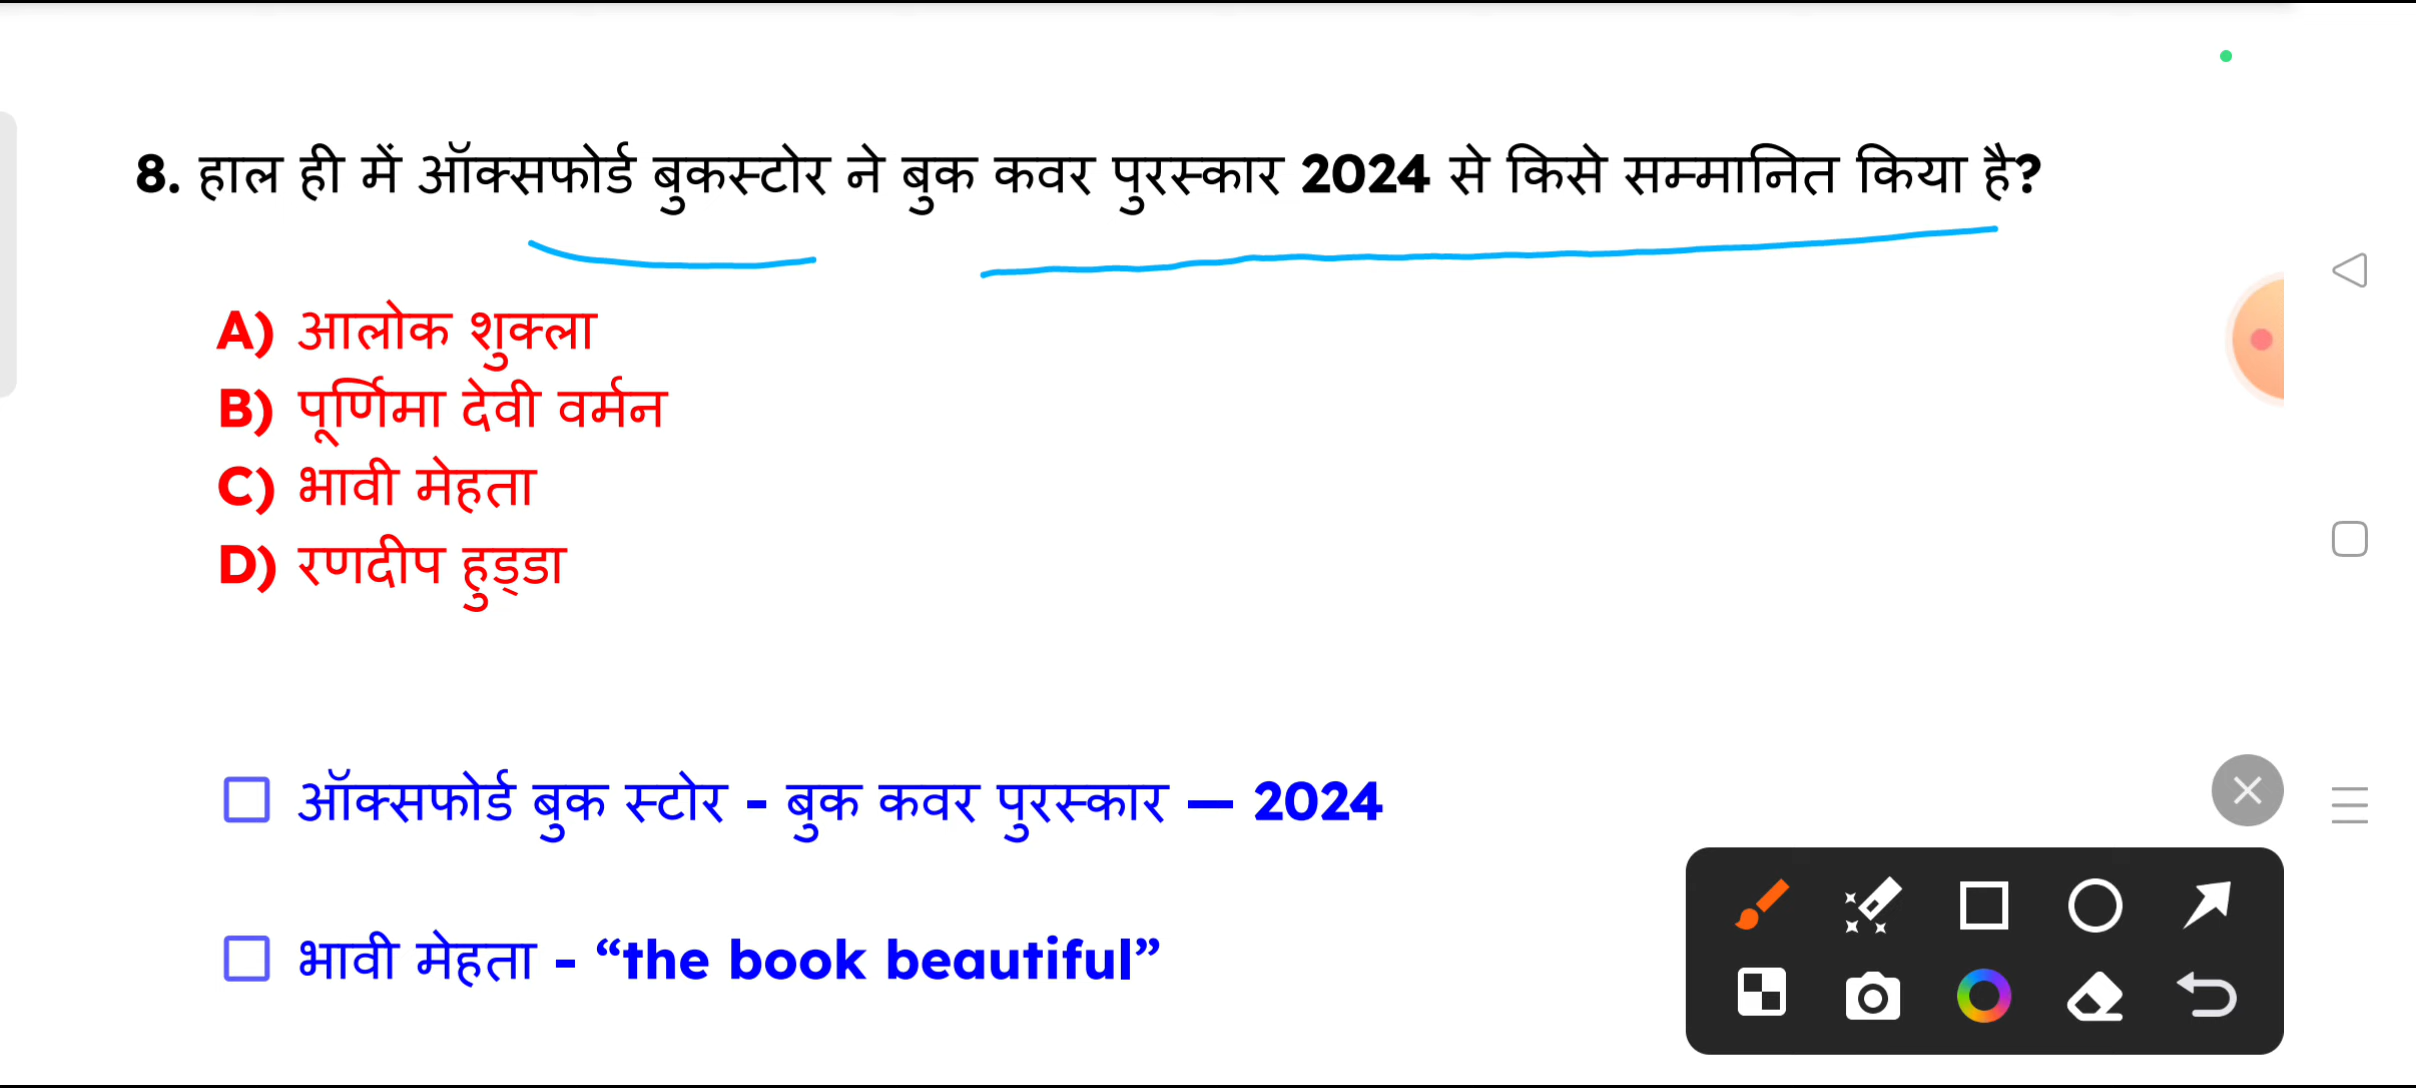 8. हाल ही में ऑक्सफोर्ड बुकस्टोर ने बुक कवर पुरस्कार 2024 से किसे सम्मानित किया है?
A) आलोक शुक्ला
B) पूर्णिमा देवी वर्मन
C) भावी मेहता
D) रणदीप हुड्डा
ऑक्सफोर्ड बुक स्टोर - बुक कवर पुरस्कार — 2024
भावी मेहता - “the book beautiful”